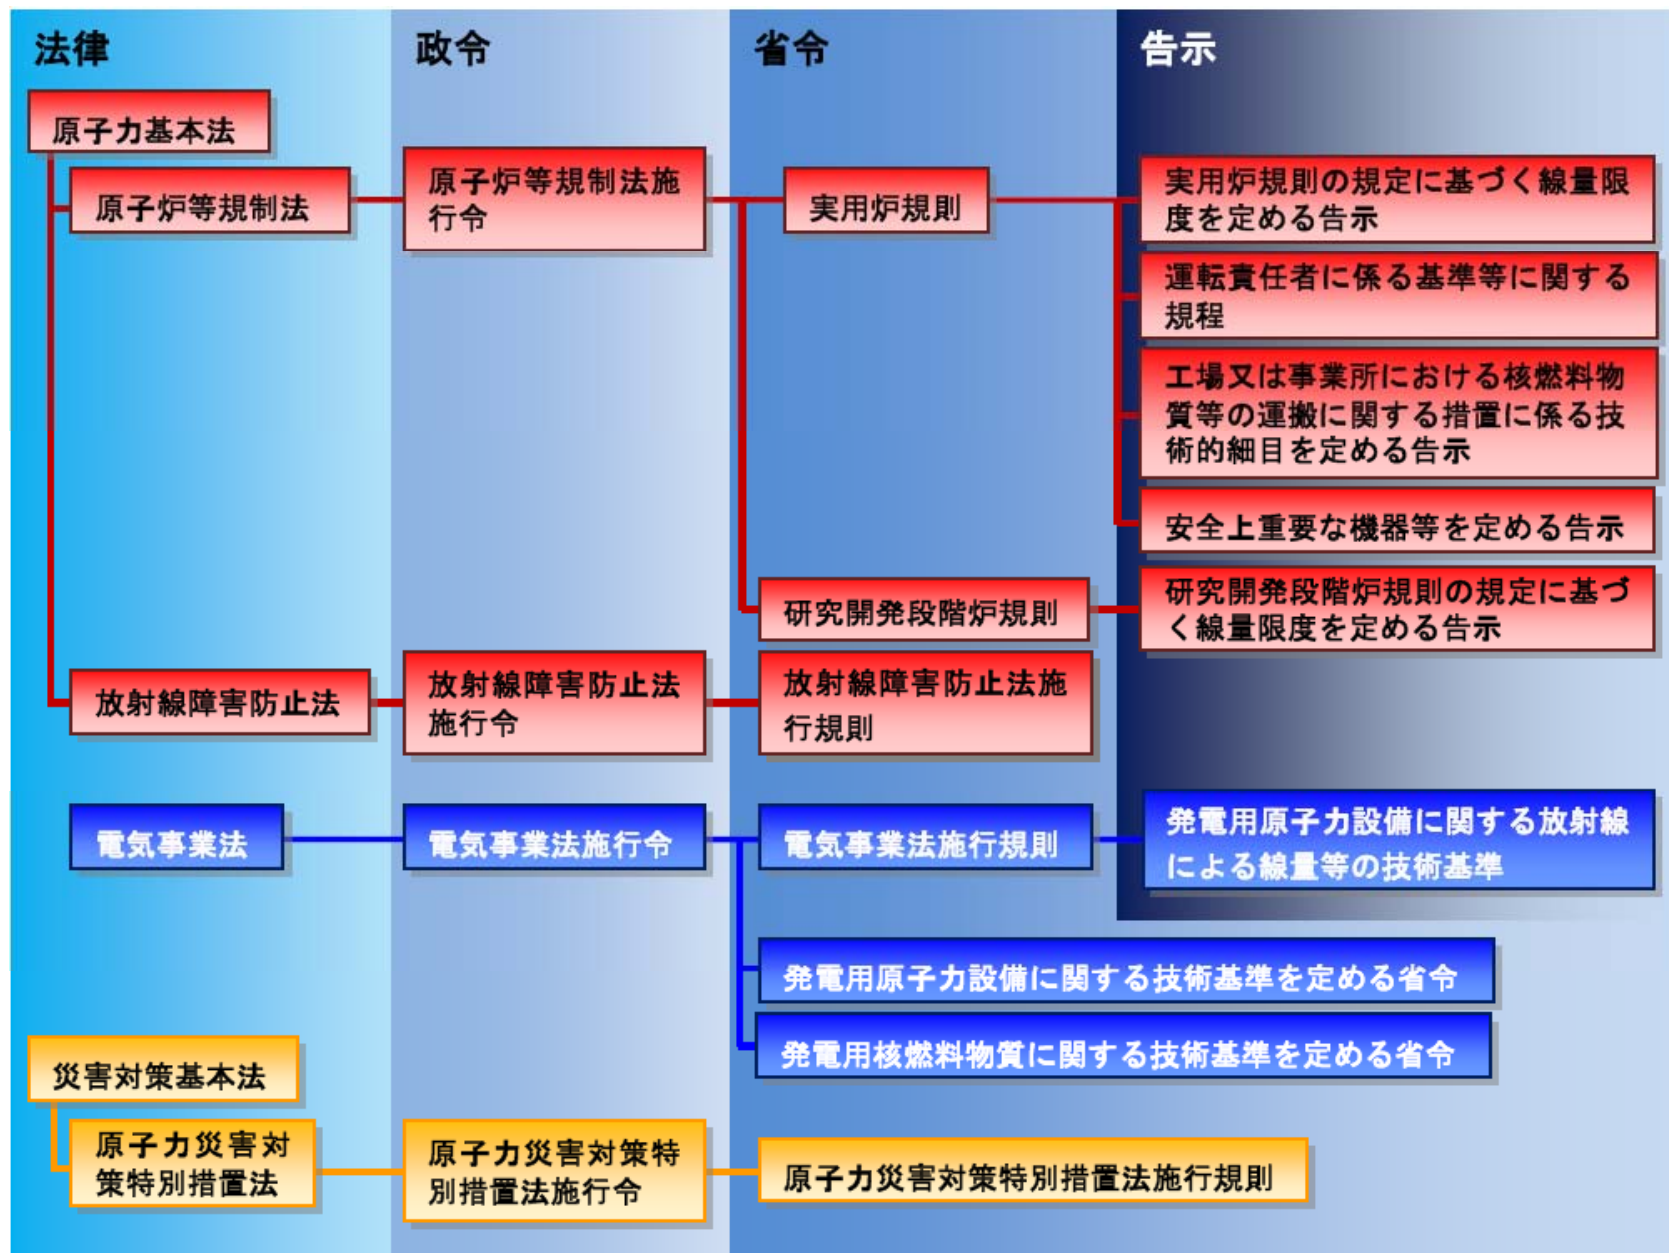 法律
政令
省令
告示
原子力基本法
原子炉等規制法
原子炉等規制法施
行令
実用炉規則
実用炉規則の規定に基づく線量限
度を定める告示
運転責任者に係る基準等に関する
規程
工場又は事業所における核燃料物
質等の運搬に関する措置に係る技
術的細目を定める告示
安全上重要な機器等を定める告示
研究開発段階炉規則
研究開発段階炉規則の規定に基づ
く線量限度を定める告示
放射線障害防止法
放射線障害防止法
施行令
放射線障害防止法施
行規則
電気事業法
電気事業法施行令
電気事業法施行規則
発電用原子力設備に関する放射線
による線量等の技術基準
発電用原子力設備に関する技術基準を定める省令
発電用核燃料物質に関する技術基準を定める省令
災害対策基本法
原子力災害対
策特別措置法
原子力災害対策特
別措置法施行令
原子力災害対策特別措置法施行規則